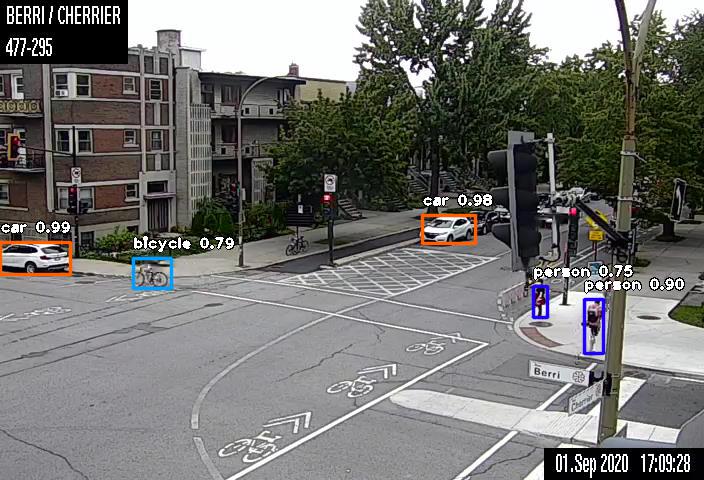 BERRI / CHERRIER
477-295
car 0.98
car 0.99
bicycle 0.79
person 0.75
person 0.90
Berri
Cherrier
01.Sep 2020 17:09:28